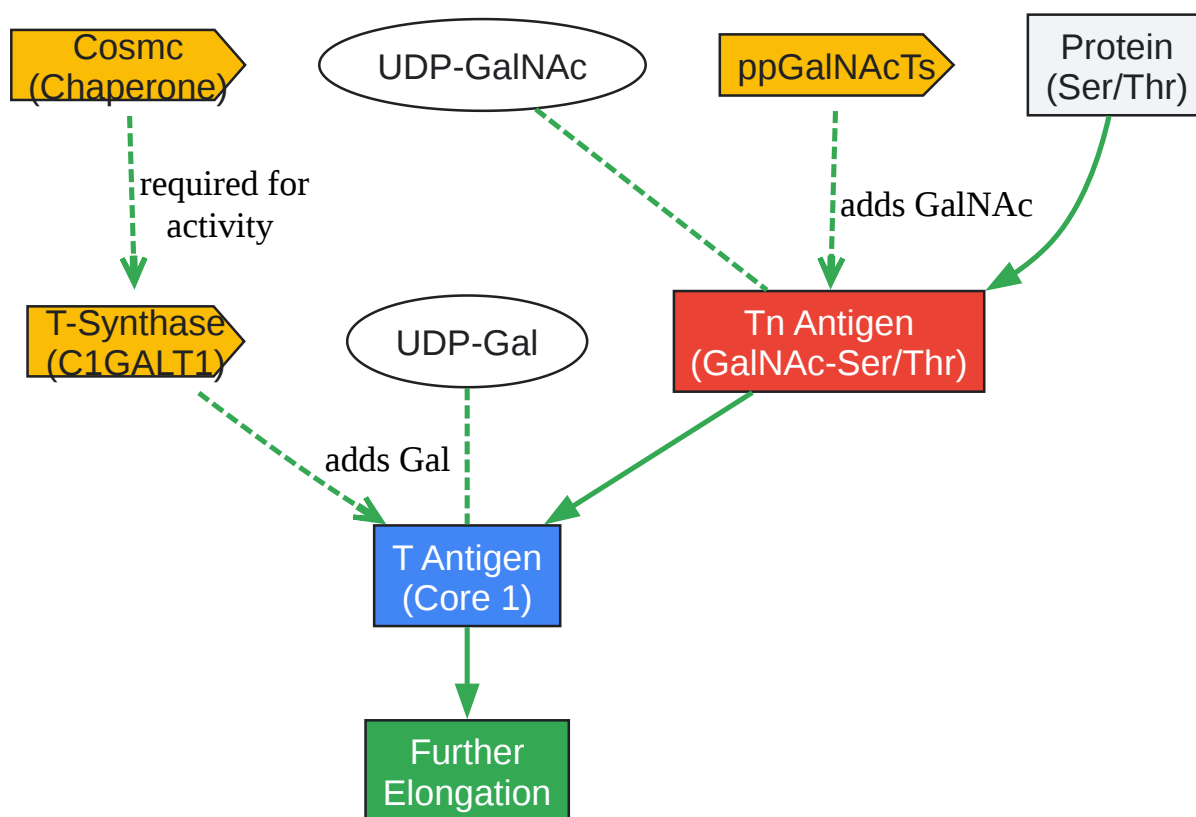 Cosmc
(Chaperone)
UDP-GalNAc
ppGalNAcTs
Protein
(Ser/Thr)
required for
activity
adds GalNAc
T-Synthase
(C1GALT1)
UDP-Gal
Tn Antigen
(GalNAc-Ser/Thr)
adds Gal
T Antigen
(Core 1)
Further
Elongation